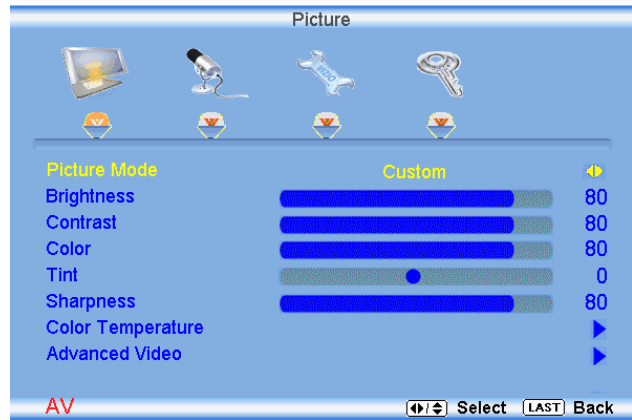 Picture
Picture Mode Custom
Brightness 80
Contrast 80
Color 80
Tint 0
Sharpness 80
Color Temperature
Advanced Video
AV Select LAST Back